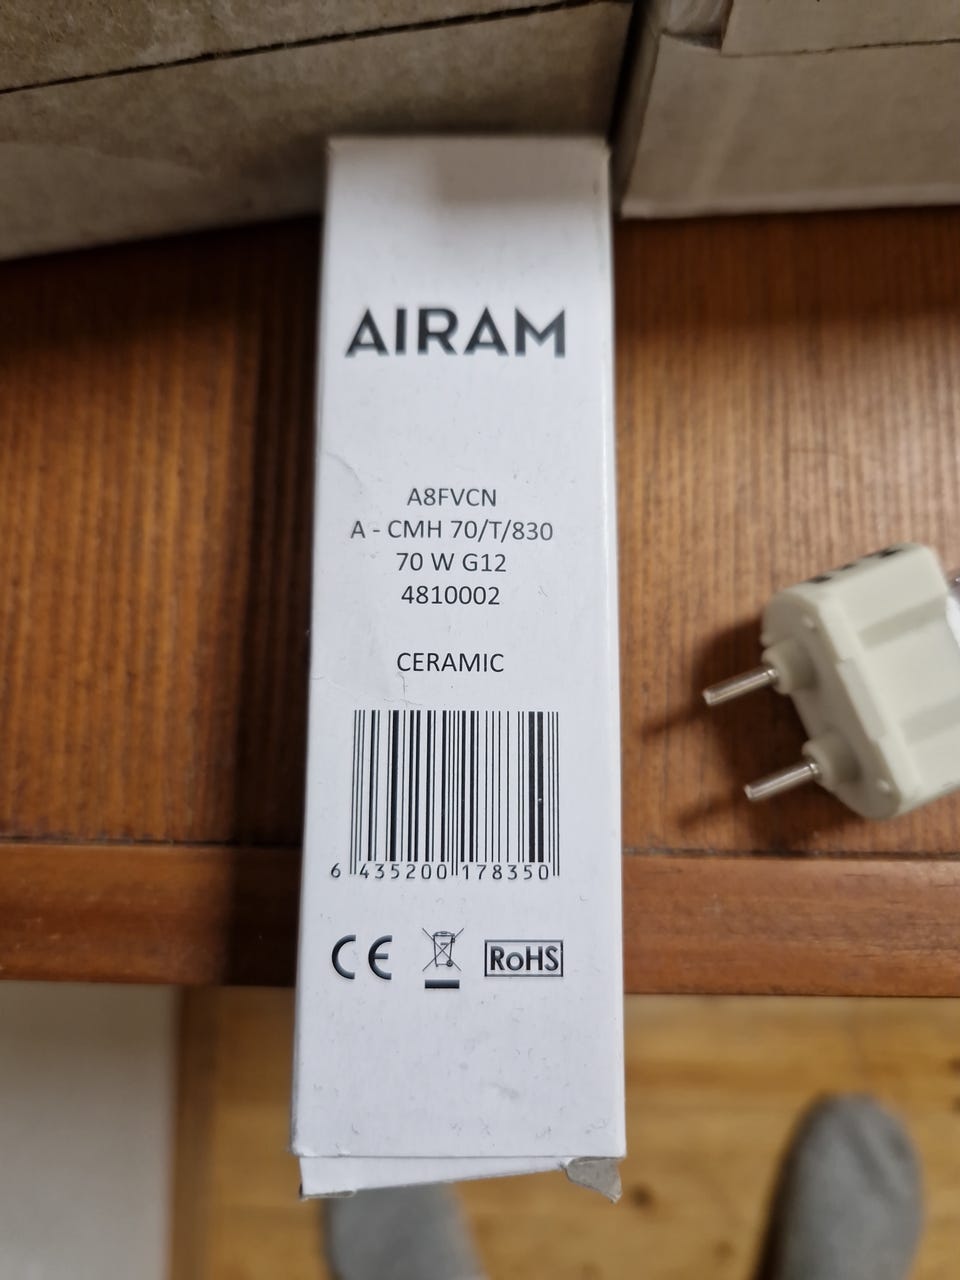 AIRAM
A8FVCN
A - CMH 70/T/830
70 W G12
4810002
CERAMIC
6 435200 178350
CE
RoHS